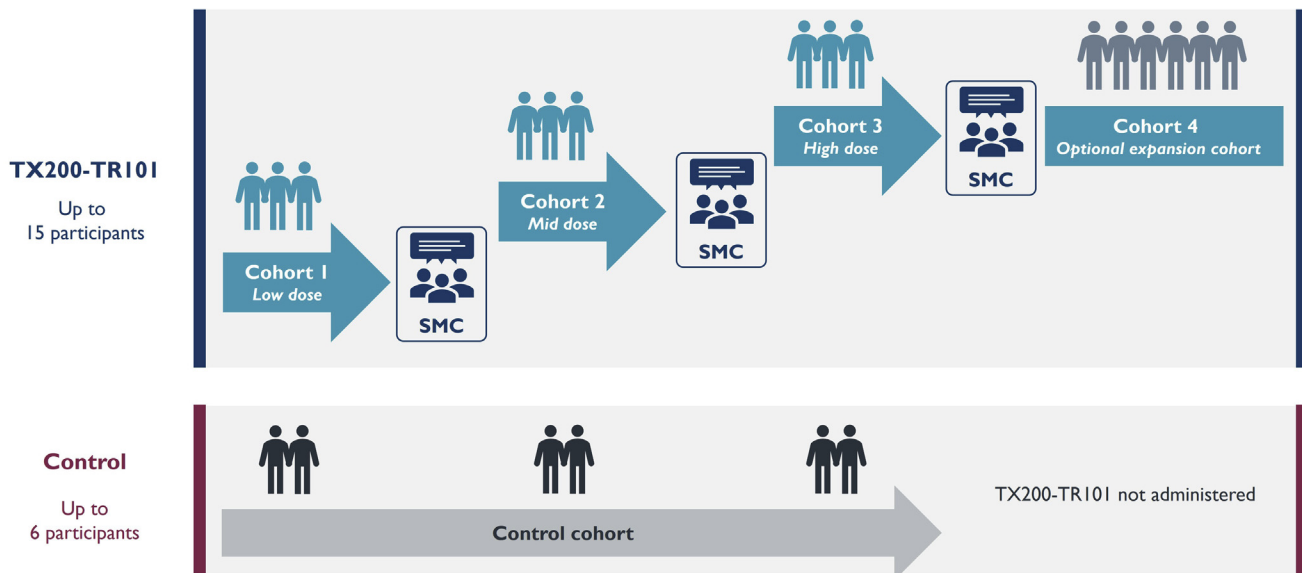 TX200-TR101
Up to
15 participants
Cohort 1
Low dose
SMC
Cohort 2
Mid dose
SMC
Cohort 3
High dose
SMC
Cohort 4
Optional expansion cohort
Control
Up to
6 participants
Control cohort
TX200-TR101 not administered